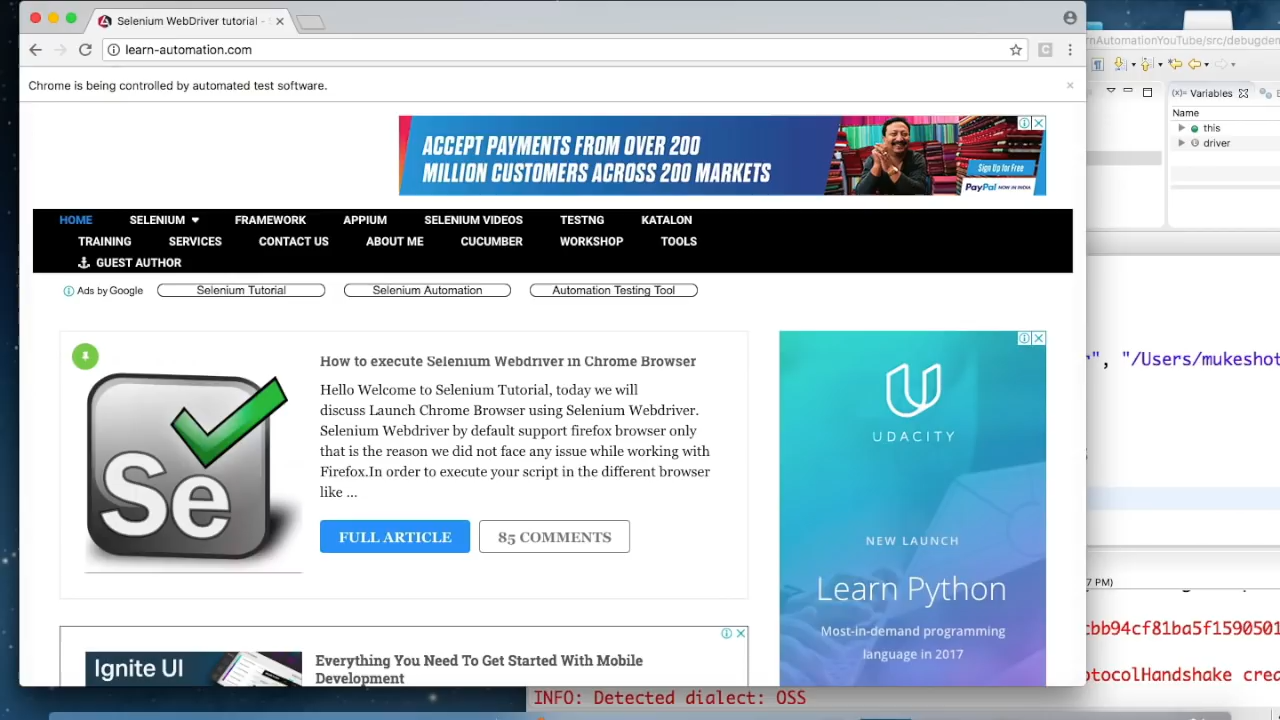 Selenium WebDriver tutorial -
learn-automation.com
Chrome is being controlled by automated test software.
ACCEPT PAYMENTS FROM OVER 200
MILLION CUSTOMERS ACROSS 200 MARKETS
Sign Up for Free
PayPal NOW IN INDIA
HOME SELENIUM FRAMEWORK APPIUM SELENIUM VIDEOS TESTNG KATALON
TRAINING SERVICES CONTACT US ABOUT ME CUCUMBER WORKSHOP TOOLS
GUEST AUTHOR
Ads by Google Selenium Tutorial Selenium Automation Automation Testing Tool
How to execute Selenium Webdriver in Chrome Browser
Hello Welcome to Selenium Tutorial, today we will
discuss Launch Chrome Browser using Selenium Webdriver.
Selenium Webdriver by default support firefox browser only
that is the reason we did not face any issue while working with
Firefox.In order to execute your script in the different browser
like ...
Se
FULL ARTICLE 85 COMMENTS
UDACITY
NEW LAUNCH
Learn Python
Most-in-demand programming
language in 2017
Ignite UI
Everything You Need To Get Started With Mobile
Development
rnAutomationYouTube/src/debugdem
(x)= Variables
Name
this
driver
r", "/Users/mukeshot
7 PM)
cbb94cf81ba5f1590501
otocolHandshake crea
INFO: Detected dialect: OSS